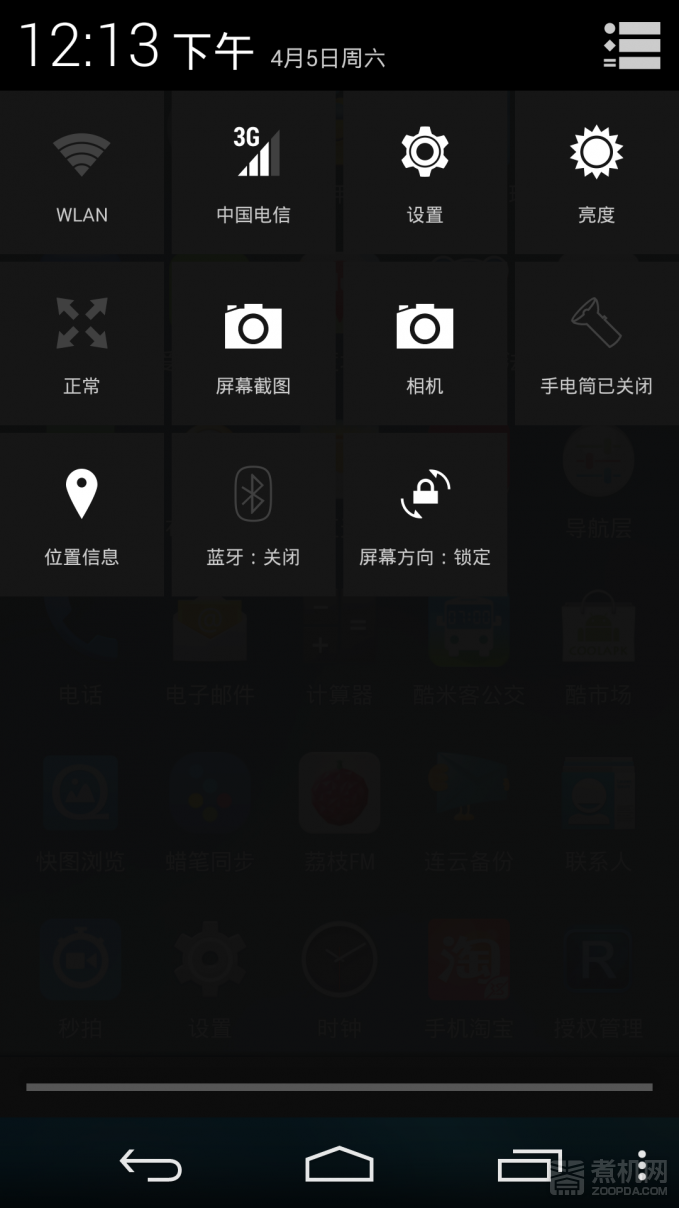 12:13 下午 4月5日周六
3G
WLAN 中国电信 设置 亮度
正常 屏幕截图 相机 手电筒已关闭
位置信息 蓝牙：关闭 屏幕方向：锁定
导航层
电话 电子邮件 计算器 酷米客公交 酷市场
快图浏览 蜡笔同步 荔枝FM 连云备份 联系人
淘
R
秒拍 设置 时钟 手机淘宝 授权管理
煮机网
ZOOPDA.COM